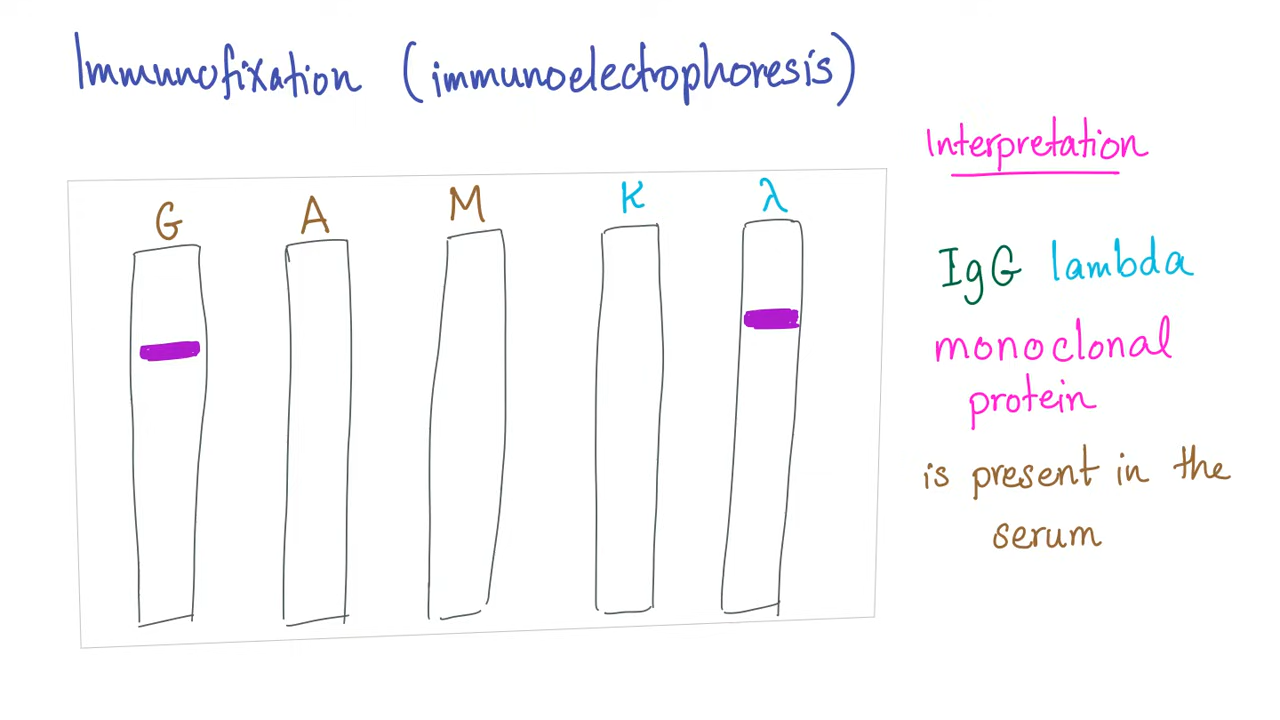 Immunofixation (immunoelectrophoresis)
Interpretation
G A M K λ
IgG lambda
monoclonal
protein
is present in the
serum